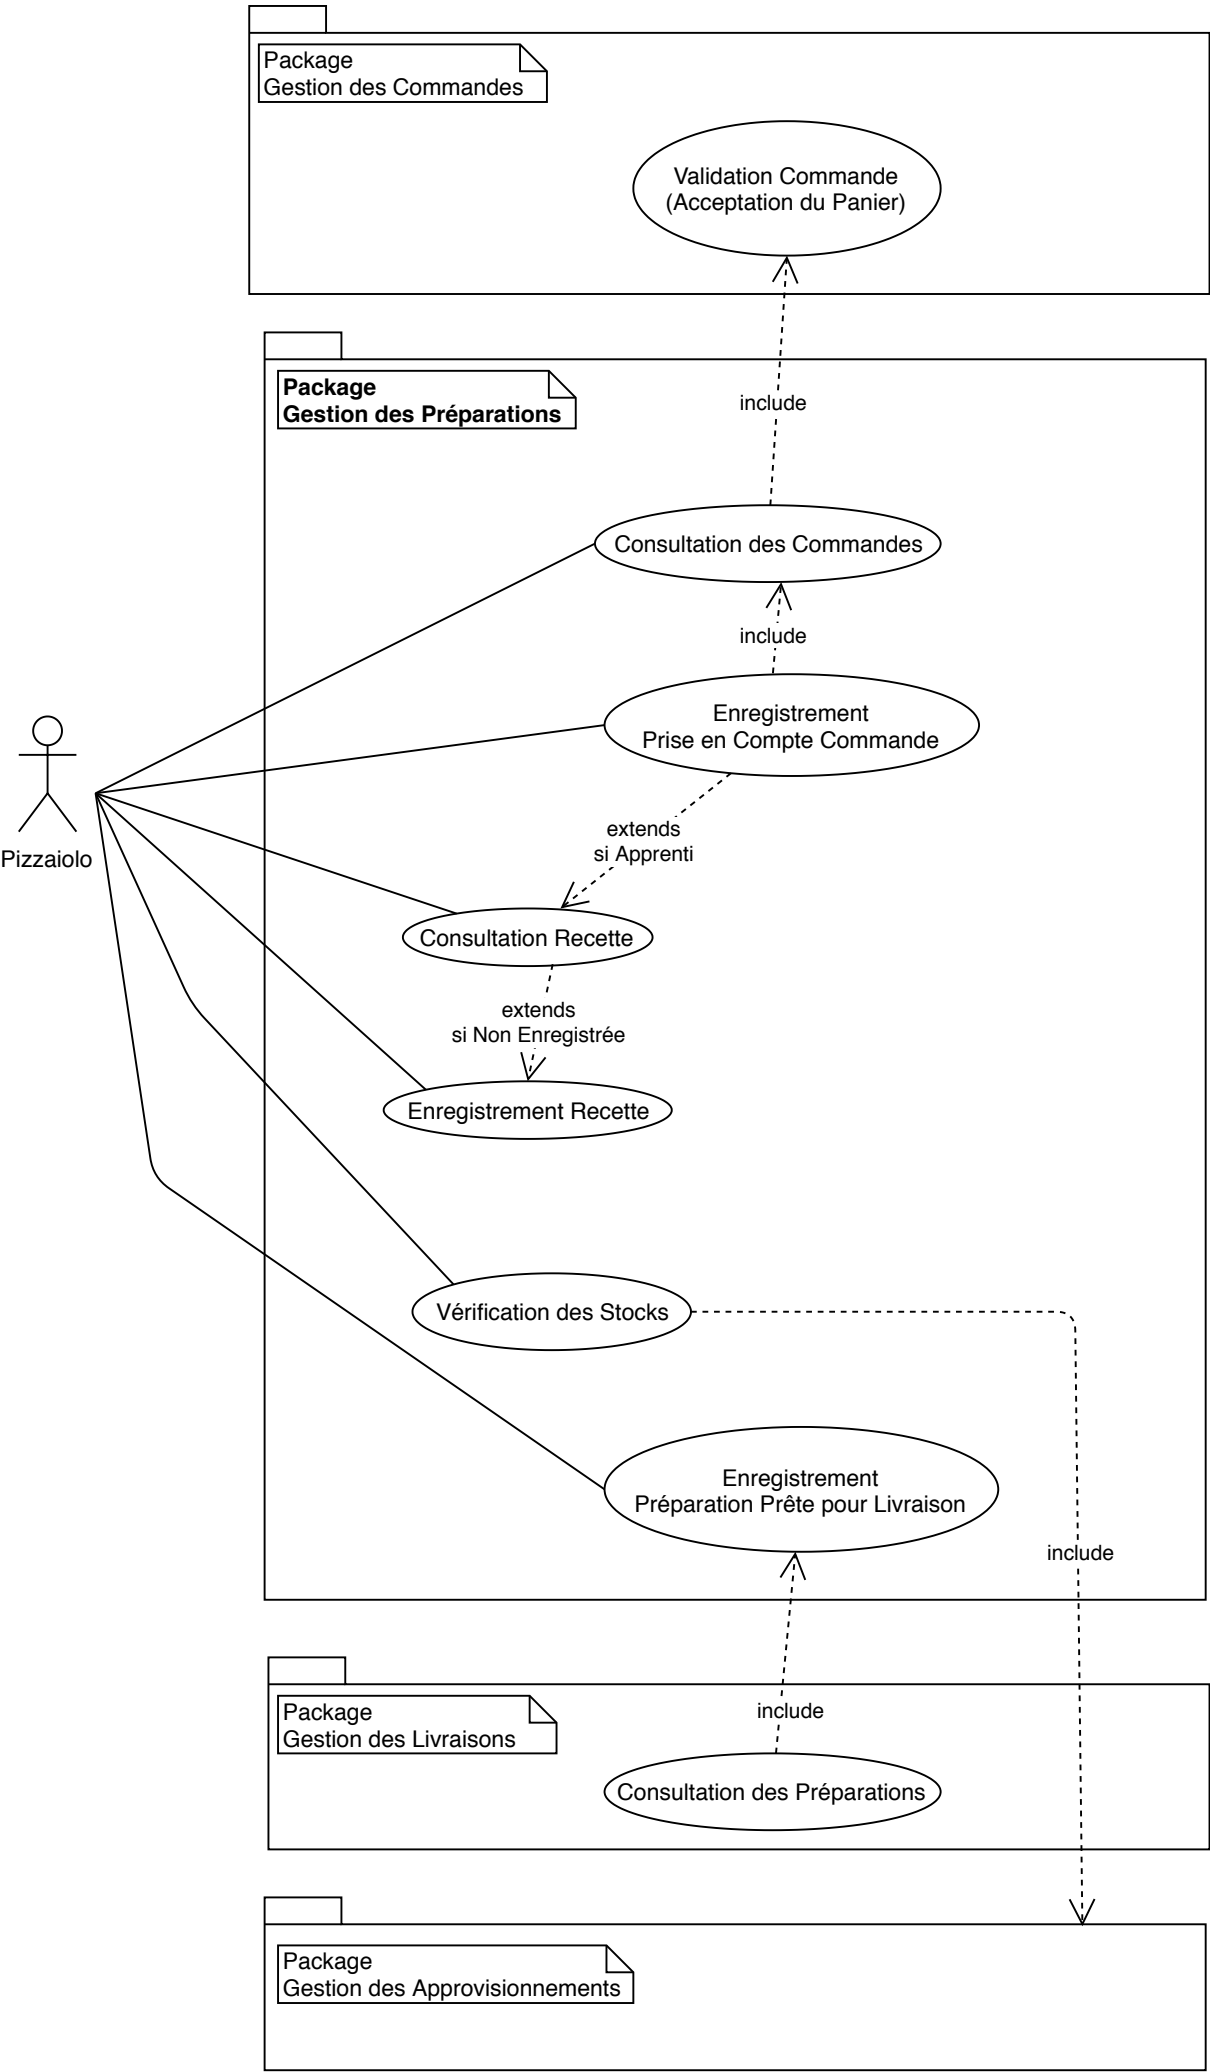 Package
Gestion des Commandes
Validation Commande
(Acceptation du Panier)
Package
Gestion des Préparations
include
Consultation des Commandes
include
Enregistrement
Prise en Compte Commande
extends
si Apprenti
Pizzaiolo
Consultation Recette
extends
si Non Enregistrée
Enregistrement Recette
Vérification des Stocks
Enregistrement
Préparation Prête pour Livraison
include
Package
Gestion des Livraisons
include
Consultation des Préparations
Package
Gestion des Approvisionnements